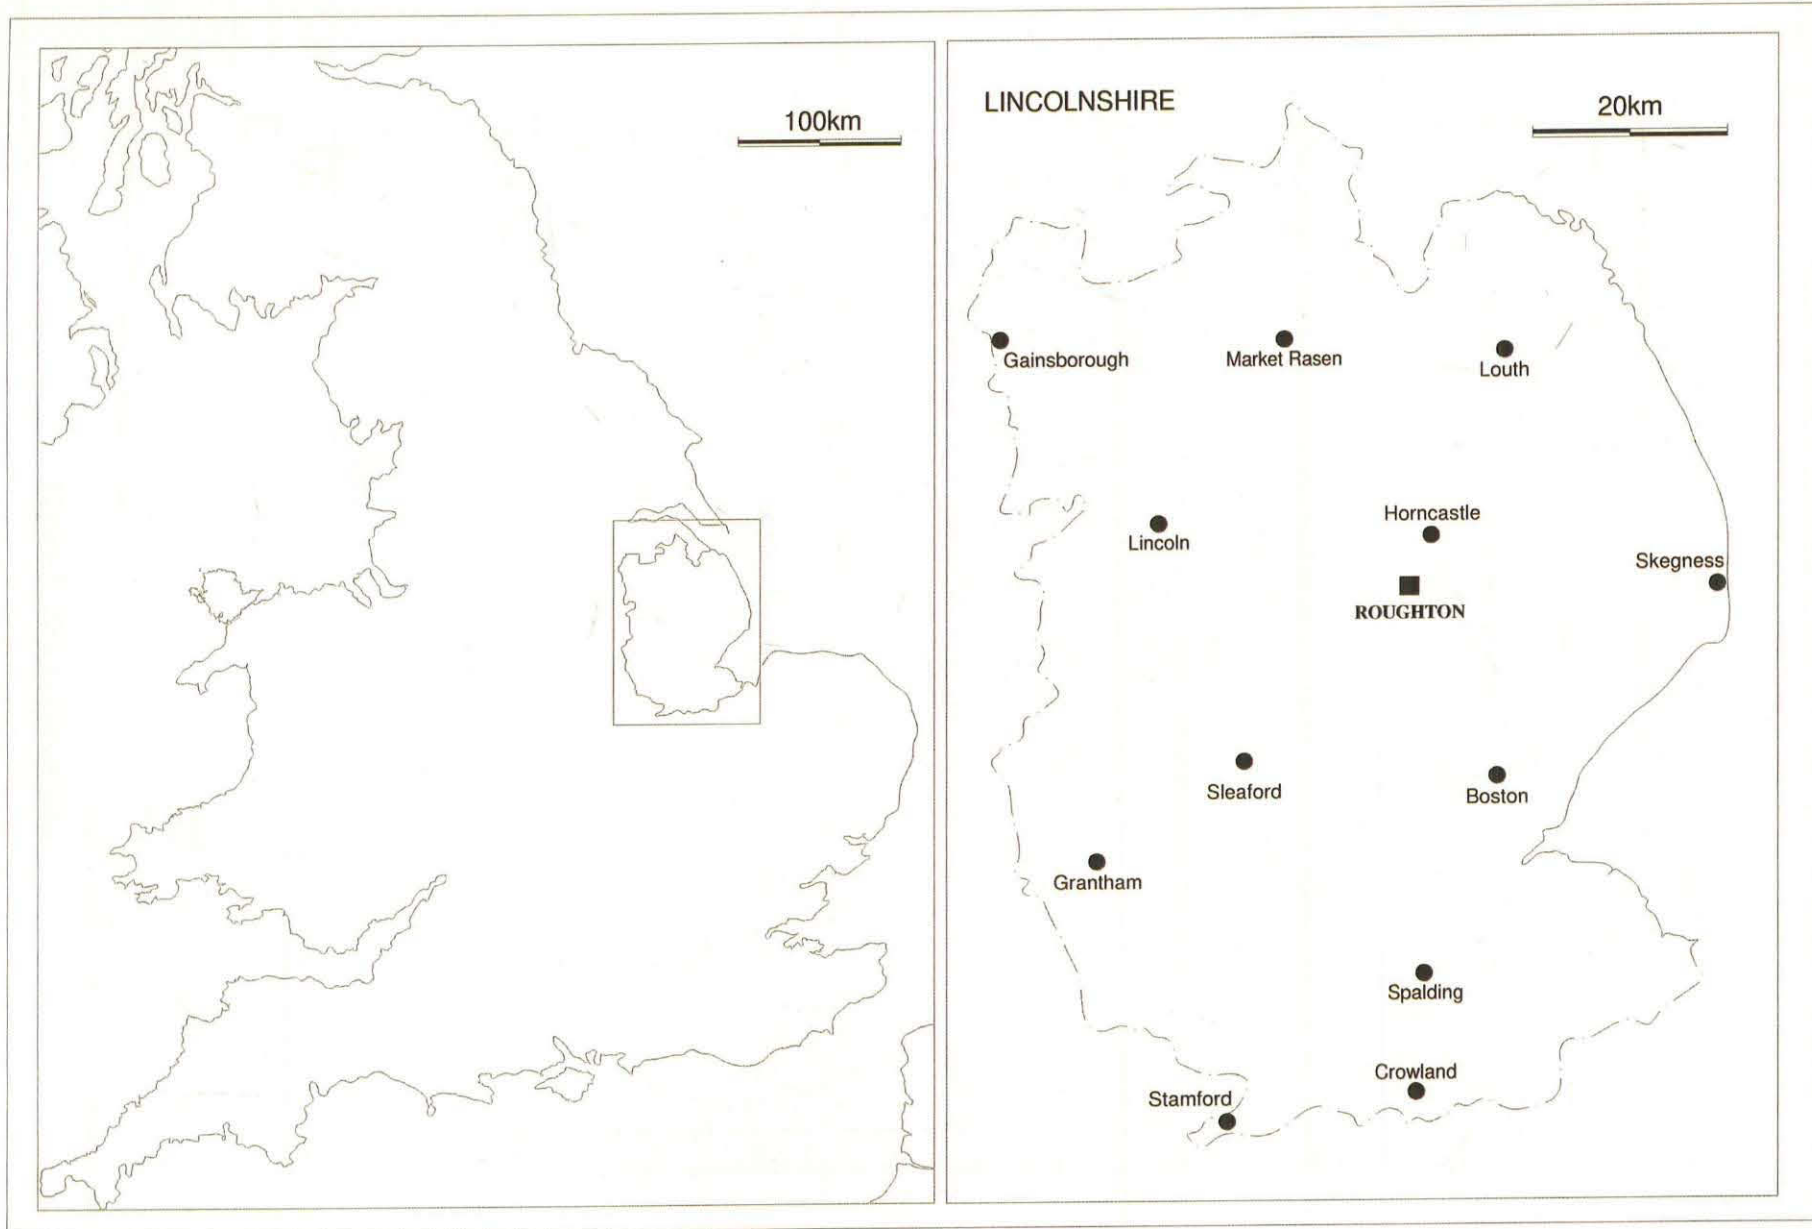 100km
LINCOLNSHIRE
20km
Gainsborough
Market Rasen
Louth
Lincoln
Horncastle
Skegness
ROUGHTON
Sleaford
Boston
Grantham
Spalding
Crowland
Stamford